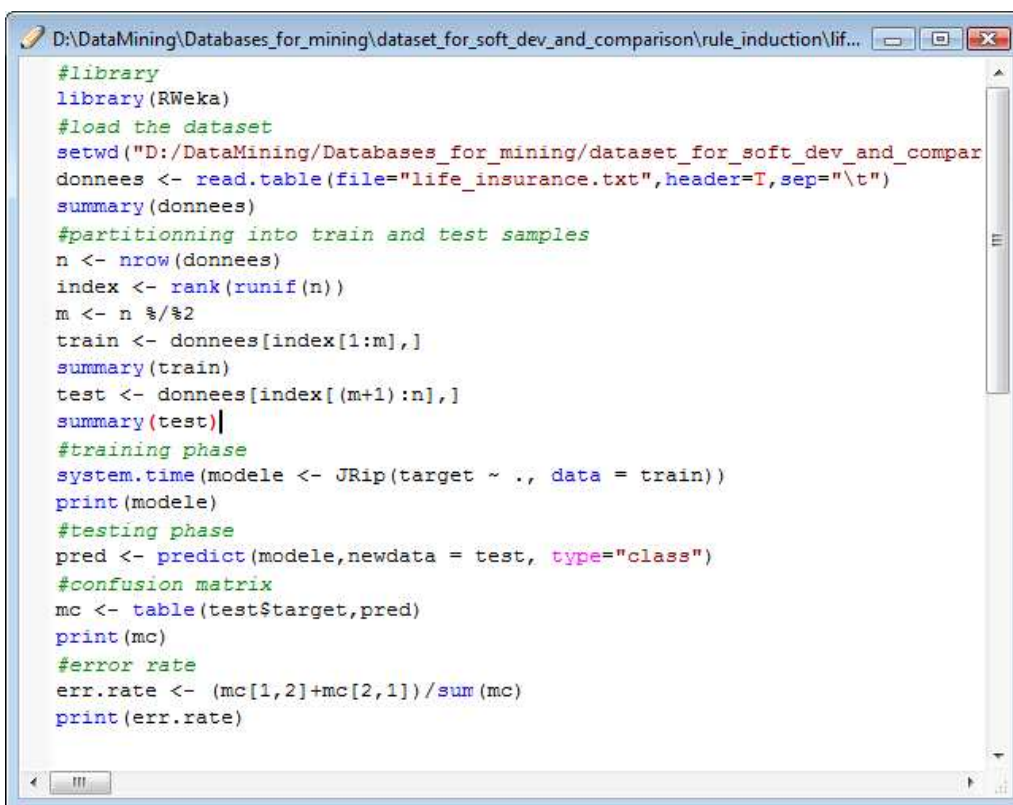 D:\DataMining\Databases_for_mining\dataset_for_soft_dev_and_comparison\rule_induction\lif...
#library
library(RWeka)
#load the dataset
setwd("D:/DataMining/Databases_for_mining/dataset_for_soft_dev_and_compar
donnees <- read.table(file="life_insurance.txt",header=T,sep="\t")
summary(donnees)
#partitionning into train and test samples
n <- nrow(donnees)
index <- rank(runif(n))
m <- n %/%2
train <- donnees[index[1:m],]
summary(train)
test <- donnees[index[(m+1):n],]
summary(test)
#training phase
system.time(modele <- JRip(target ~ ., data = train))
print(modele)
#testing phase
pred <- predict(modele,newdata = test, type="class")
#confusion matrix
mc <- table(test$target,pred)
print(mc)
#error rate
err.rate <- (mc[1,2]+mc[2,1])/sum(mc)
print(err.rate)